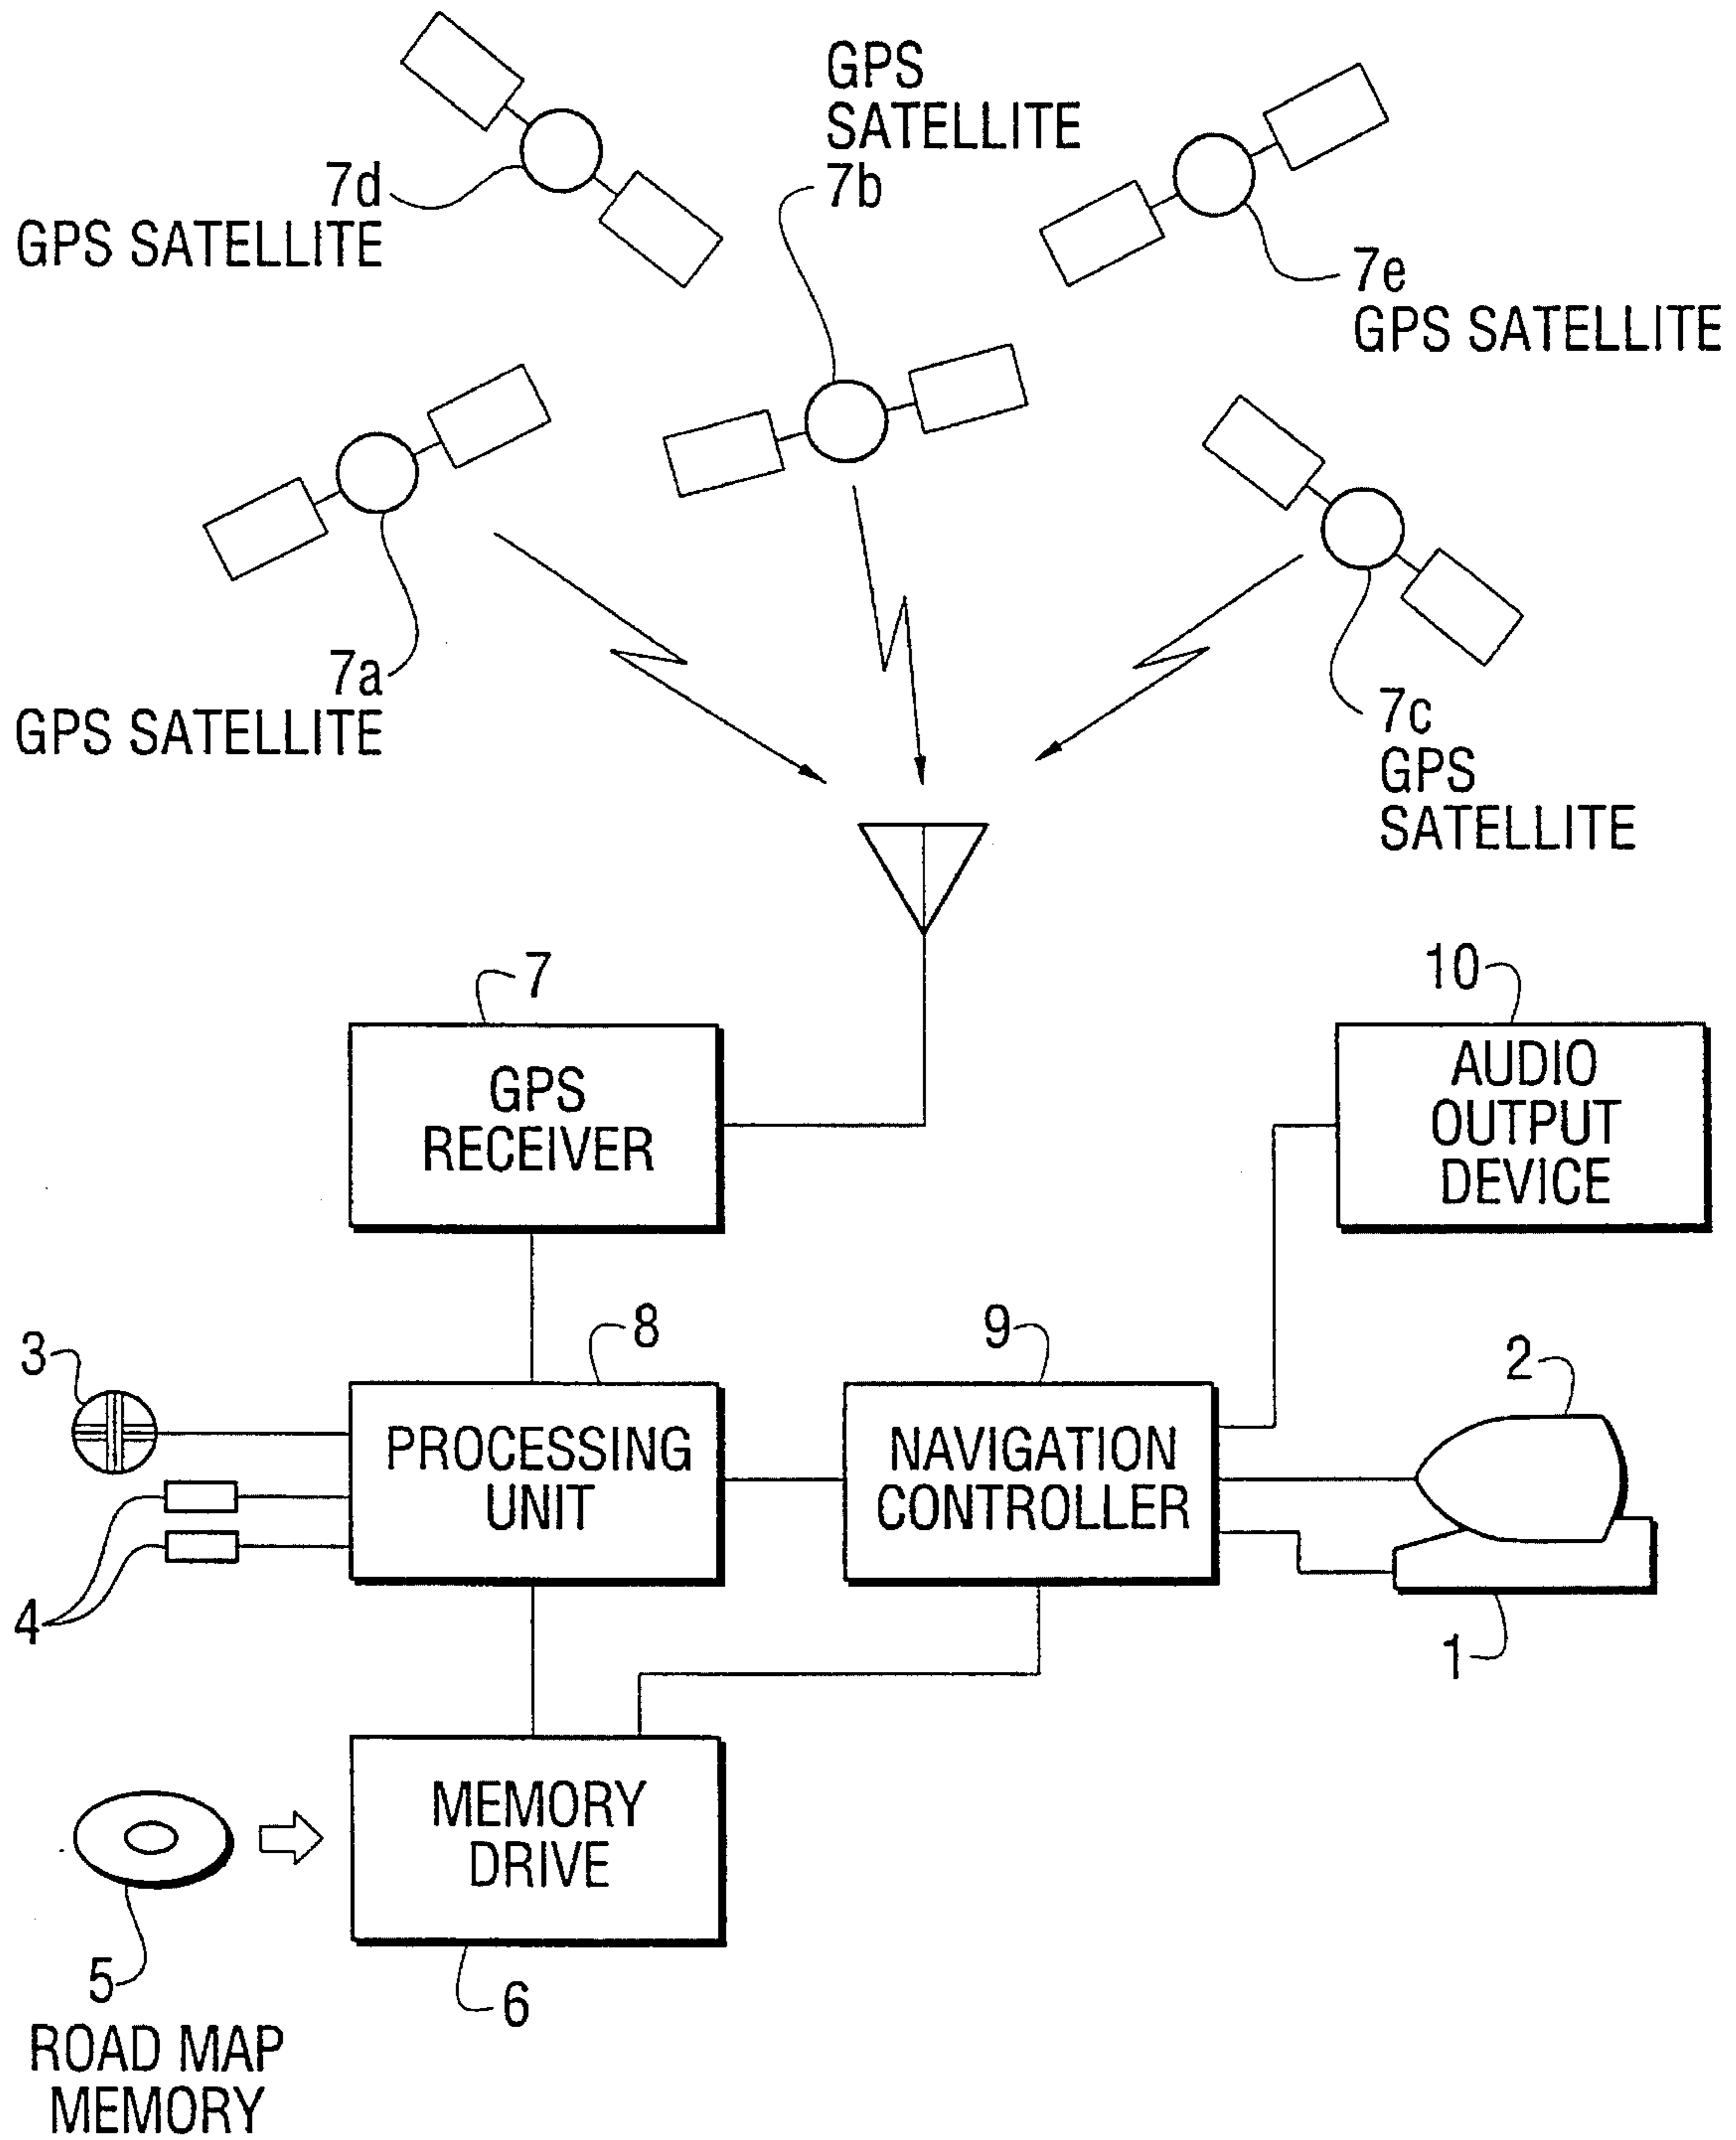 GPS
SATELLITE
7b
7d
GPS SATELLITE
7e
GPS SATELLITE
7a
GPS SATELLITE
7c
GPS
SATELLITE
7
GPS
RECEIVER
10
AUDIO
OUTPUT
DEVICE
3
8
PROCESSING
UNIT
9
NAVIGATION
CONTROLLER
2
4
1
MEMORY
DRIVE
5
ROAD MAP
MEMORY
6